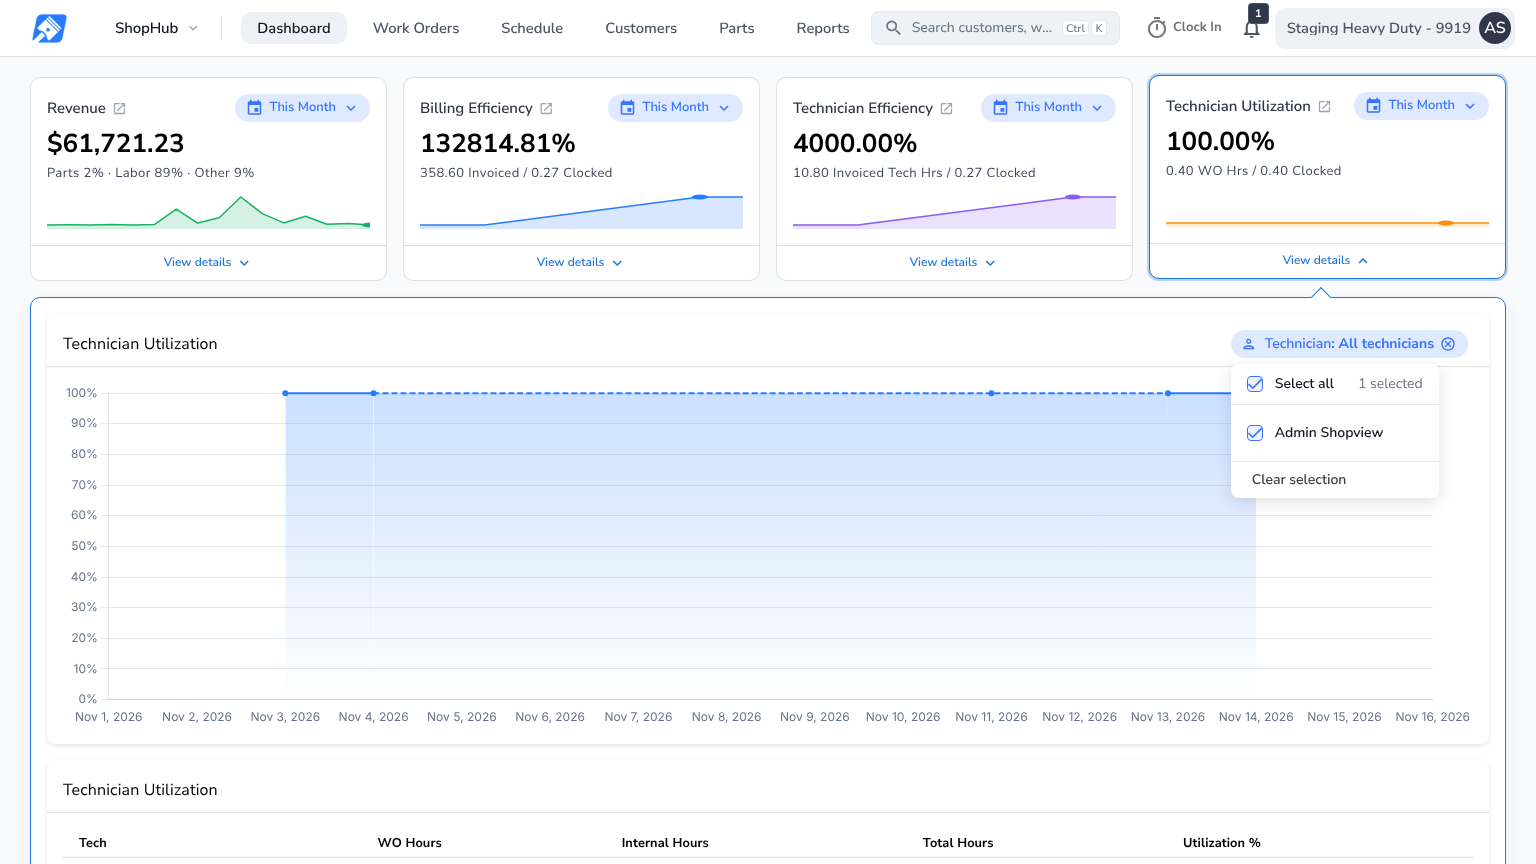 ShopHub
Dashboard
Work Orders
Schedule
Customers
Parts
Reports
Search customers, w...
Ctrl
K
Clock In
1
Staging Heavy Duty - 9919
AS
Revenue
This Month
$61,721.23
Parts 2% · Labor 89% · Other 9%
View details
Billing Efficiency
This Month
132814.81%
358.60 Invoiced / 0.27 Clocked
View details
Technician Efficiency
This Month
4000.00%
10.80 Invoiced Tech Hrs / 0.27 Clocked
View details
Technician Utilization
This Month
100.00%
0.40 WO Hrs / 0.40 Clocked
View details
Technician Utilization
Technician: All technicians
Select all
1 selected
Admin Shopview
Clear selection
100%
90%
80%
70%
60%
50%
40%
30%
20%
10%
0%
Nov 1, 2026
Nov 2, 2026
Nov 3, 2026
Nov 4, 2026
Nov 5, 2026
Nov 6, 2026
Nov 7, 2026
Nov 8, 2026
Nov 9, 2026
Nov 10, 2026
Nov 11, 2026
Nov 12, 2026
Nov 13, 2026
Nov 14, 2026
Nov 15, 2026
Nov 16, 2026
Technician Utilization
Tech
WO Hours
Internal Hours
Total Hours
Utilization %